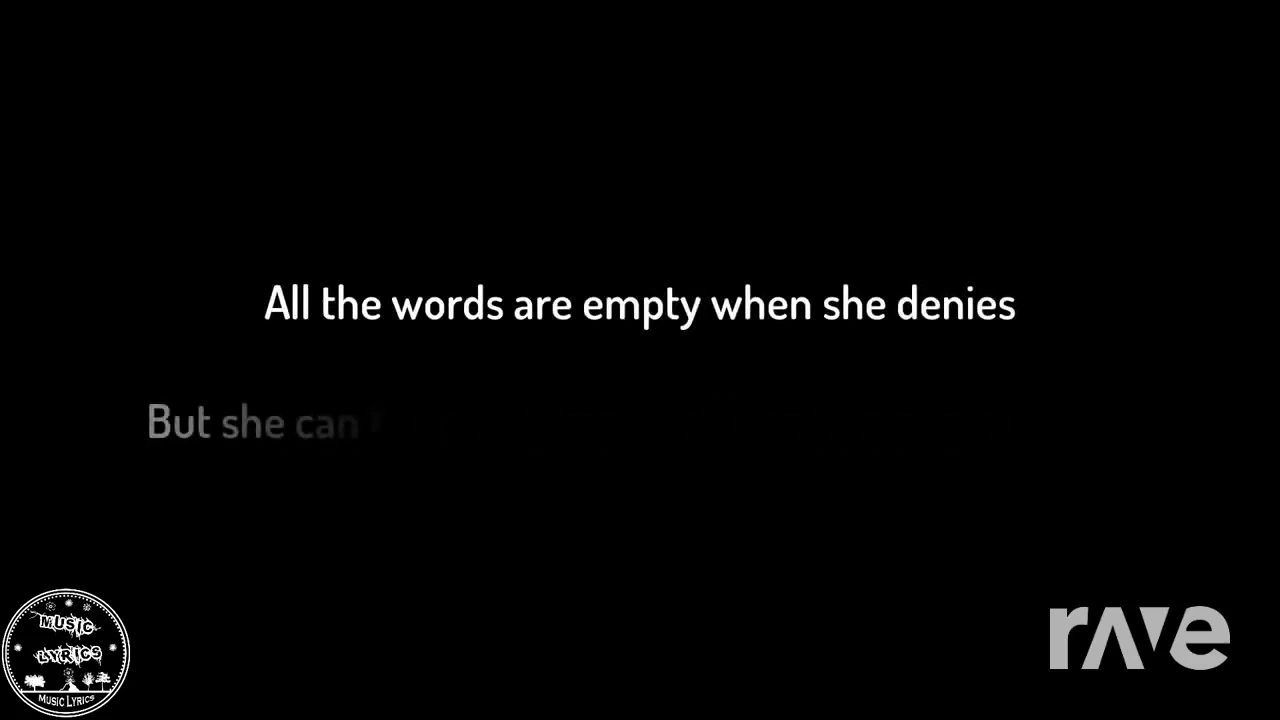 All the words are empty when she denies
But she can
MUSIC
LYRICS
MUSIC LYRICS
rave